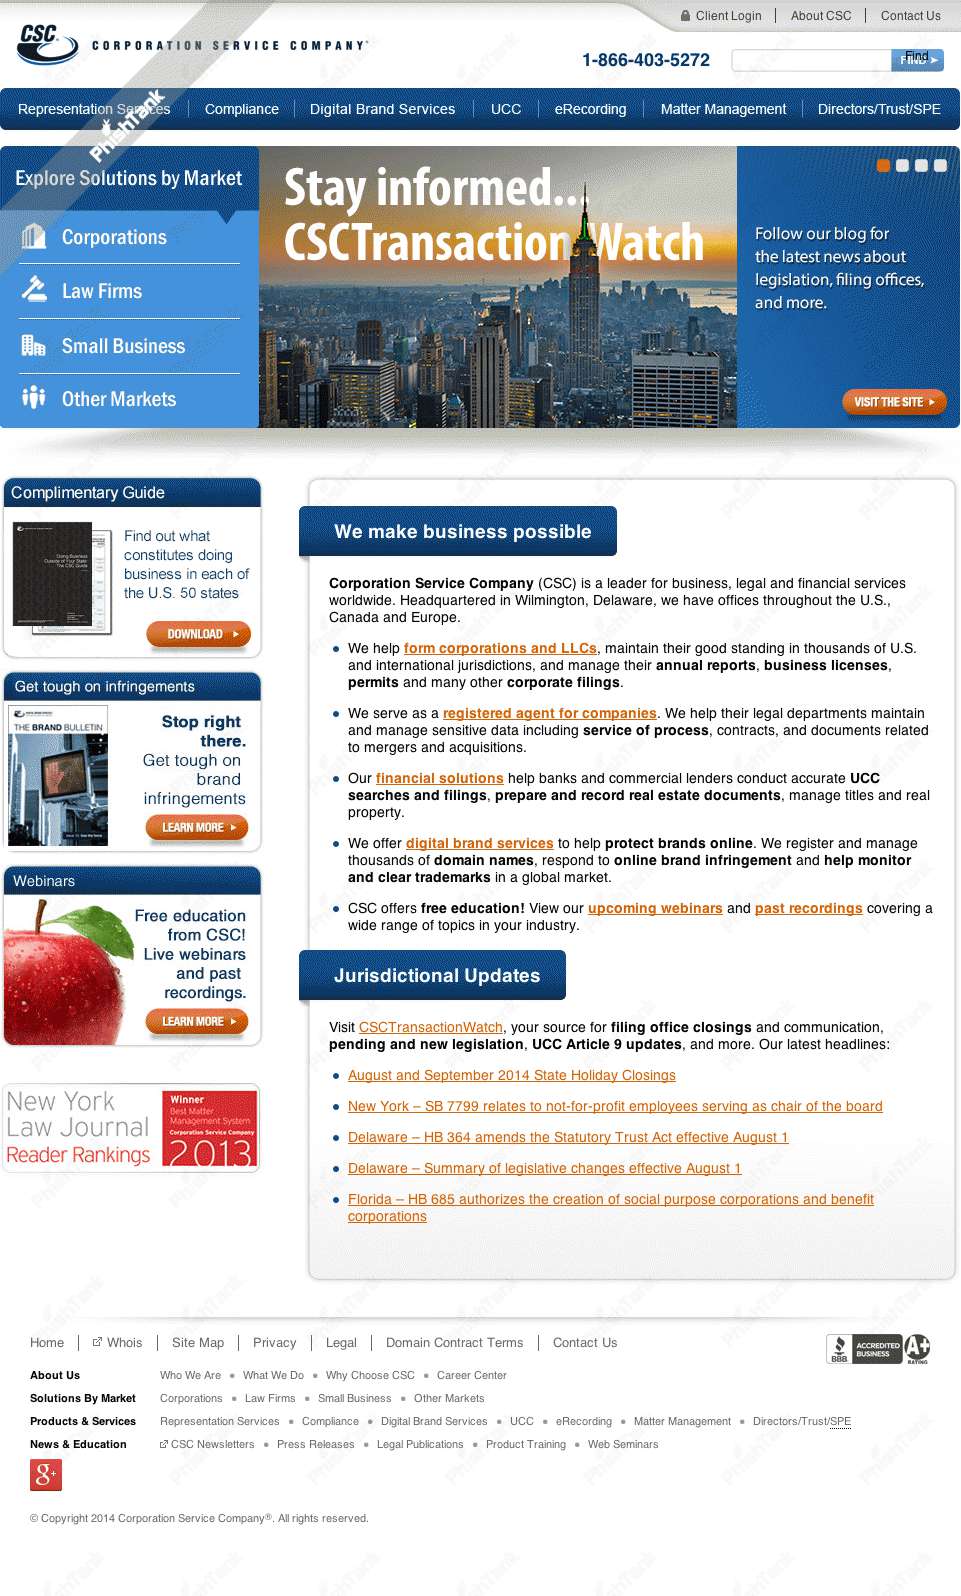 Client Login
About CSC
Contact Us
CSC
CORPORATION SERVICE COMPANY
1-866-403-5272
Find
FIND
Representation Services
Compliance
Digital Brand Services
UCC
eRecording
Matter Management
Directors/Trust/SPE
PhishTank
Explore Solutions by Market
Corporations
Law Firms
Small Business
Other Markets
Stay informed...
CSCTransaction Watch
Follow our blog for
the latest news about
legislation, filing offices,
and more.
VISIT THE SITE
Complimentary Guide
Doing Business
Outside of Your State:
The CSC Guide
Find out what
constitutes doing
business in each of
the U.S. 50 states
DOWNLOAD
Get tough on infringements
THE BRAND BULLETIN
Stop right
there.
Get tough on
brand
infringements
LEARN MORE
Webinars
Free education
from CSC!
Live webinars
and past
recordings.
LEARN MORE
New York
Law Journal
Reader Rankings
Winner
Best Matter
Management System
Corporation Service Company
2013
We make business possible
Corporation Service Company (CSC) is a leader for business, legal and financial services
worldwide. Headquartered in Wilmington, Delaware, we have offices throughout the U.S.,
Canada and Europe.
We help form corporations and LLCs, maintain their good standing in thousands of U.S.
and international jurisdictions, and manage their annual reports, business licenses,
permits and many other corporate filings.
We serve as a registered agent for companies. We help their legal departments maintain
and manage sensitive data including service of process, contracts, and documents related
to mergers and acquisitions.
Our financial solutions help banks and commercial lenders conduct accurate UCC
searches and filings, prepare and record real estate documents, manage titles and real
property.
We offer digital brand services to help protect brands online. We register and manage
thousands of domain names, respond to online brand infringement and help monitor
and clear trademarks in a global market.
CSC offers free education! View our upcoming webinars and past recordings covering a
wide range of topics in your industry.
Jurisdictional Updates
Visit CSCTransactionWatch, your source for filing office closings and communication,
pending and new legislation, UCC Article 9 updates, and more. Our latest headlines:
August and September 2014 State Holiday Closings
New York – SB 7799 relates to not-for-profit employees serving as chair of the board
Delaware – HB 364 amends the Statutory Trust Act effective August 1
Delaware – Summary of legislative changes effective August 1
Florida – HB 685 authorizes the creation of social purpose corporations and benefit
corporations
Home
Whois
Site Map
Privacy
Legal
Domain Contract Terms
Contact Us
BBB
ACCREDITED
BUSINESS
A+
RATING
About Us
Who We Are • What We Do • Why Choose CSC • Career Center
Solutions By Market
Corporations • Law Firms • Small Business • Other Markets
Products & Services
Representation Services • Compliance • Digital Brand Services • UCC • eRecording • Matter Management • Directors/Trust/SPE
News & Education
CSC Newsletters • Press Releases • Legal Publications • Product Training • Web Seminars
g+
© Copyright 2014 Corporation Service Company®. All rights reserved.